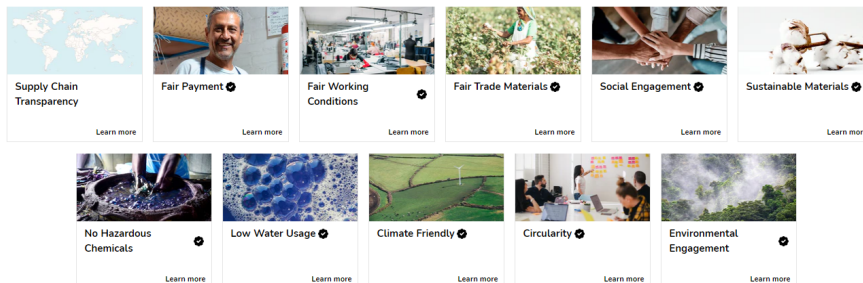 Supply Chain
Transparency
Learn more
Fair Payment
Learn more
Fair Working
Conditions
Learn more
Fair Trade Materials
Learn more
Social Engagement
Learn more
Sustainable Materials
Learn mor
No Hazardous
Chemicals
Learn more
Low Water Usage
Learn more
Climate Friendly
Learn more
Circularity
Learn more
Environmental
Engagement
Learn more